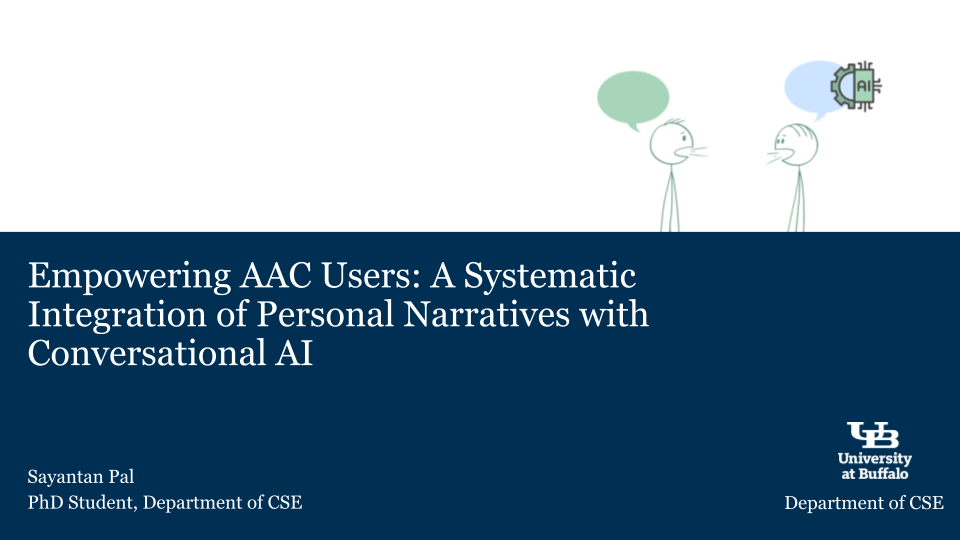 AI
Empowering AAC Users: A Systematic
Integration of Personal Narratives with
Conversational AI
Sayantan Pal
PhD Student, Department of CSE
UB
University
at Buffalo
Department of CSE